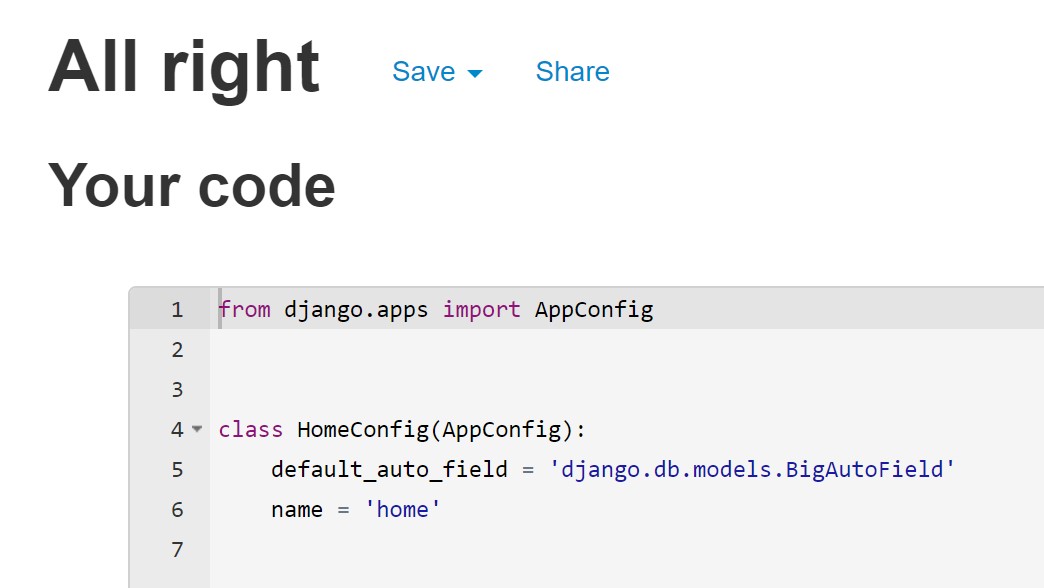 All right Save Share
Your code
1 from django.apps import AppConfig
2
3
4 class HomeConfig(AppConfig):
5     default_auto_field = 'django.db.models.BigAutoField'
6     name = 'home'
7